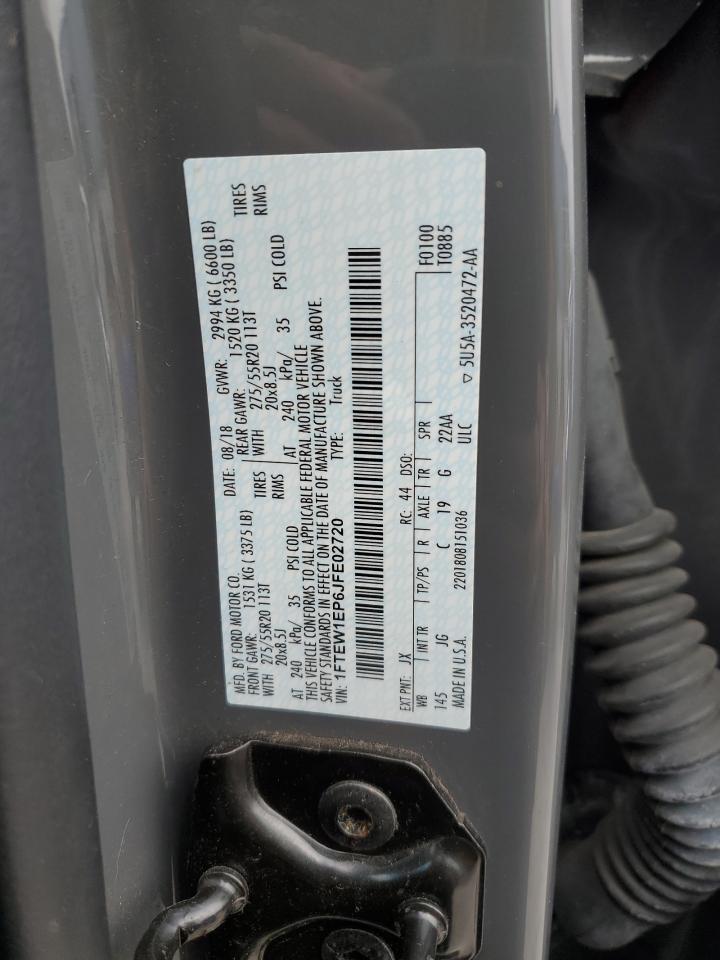 MFD. BY FORD MOTOR CO. DATE: 08/18 GVWR: 2994 KG ( 6600 LB)
FRONT GAWR: 1531 KG ( 3375 LB) REAR GAWR: 1520 KG ( 3350 LB)
WITH 275/55R20 113T TIRES WITH 275/55R20 113T TIRES
20x8.5J RIMS 20x8.5J RIMS
AT 240 kPa/ 35 PSI COLD AT 240 kPa/ 35 PSI COLD
THIS VEHICLE CONFORMS TO ALL APPLICABLE FEDERAL MOTOR VEHICLE
SAFETY STANDARDS IN EFFECT ON THE DATE OF MANUFACTURE SHOWN ABOVE.
VIN: 1FTEW1EP6JFE02720 TYPE: Truck
EXT PNT: JX RC: 44 DSO: F0100
WB INT TR TP/PS R AXLE TR SPR T0885
145 JG C 19 G 22AA
MADE IN U.S.A. 2201808151036 ULC ▽ 5U5A-3520472-AA